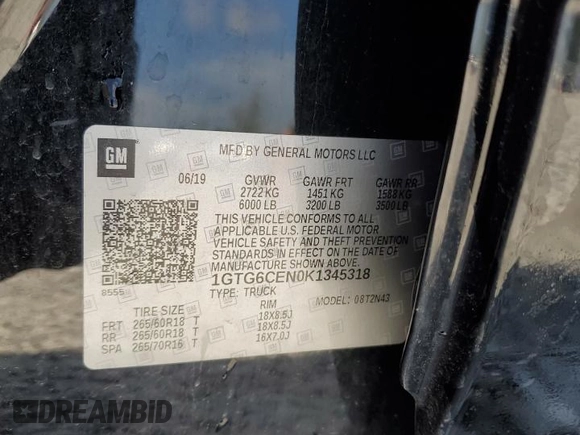 GM
MFD BY GENERAL MOTORS LLC
06/19 GVWR GAWR FRT GAWR RR
2722 KG 1451 KG 1588 KG
6000 LB 3200 LB 3500 LB
THIS VEHICLE CONFORMS TO ALL
APPLICABLE U.S. FEDERAL MOTOR
VEHICLE SAFETY AND THEFT PREVENTION
STANDARDS IN EFFECT ON THE DATE OF
MANUFACTURE SHOWN ABOVE.
8555 1GTG6CEN0K1345318
TYPE: TRUCK MODEL: 08T2N43
TIRE SIZE RIM
FRT 265/60R18 T 18X8.5J
RR 265/60R18 T 18X8.5J
SPA 265/70R16 T 16X7.0J
DREAMBID